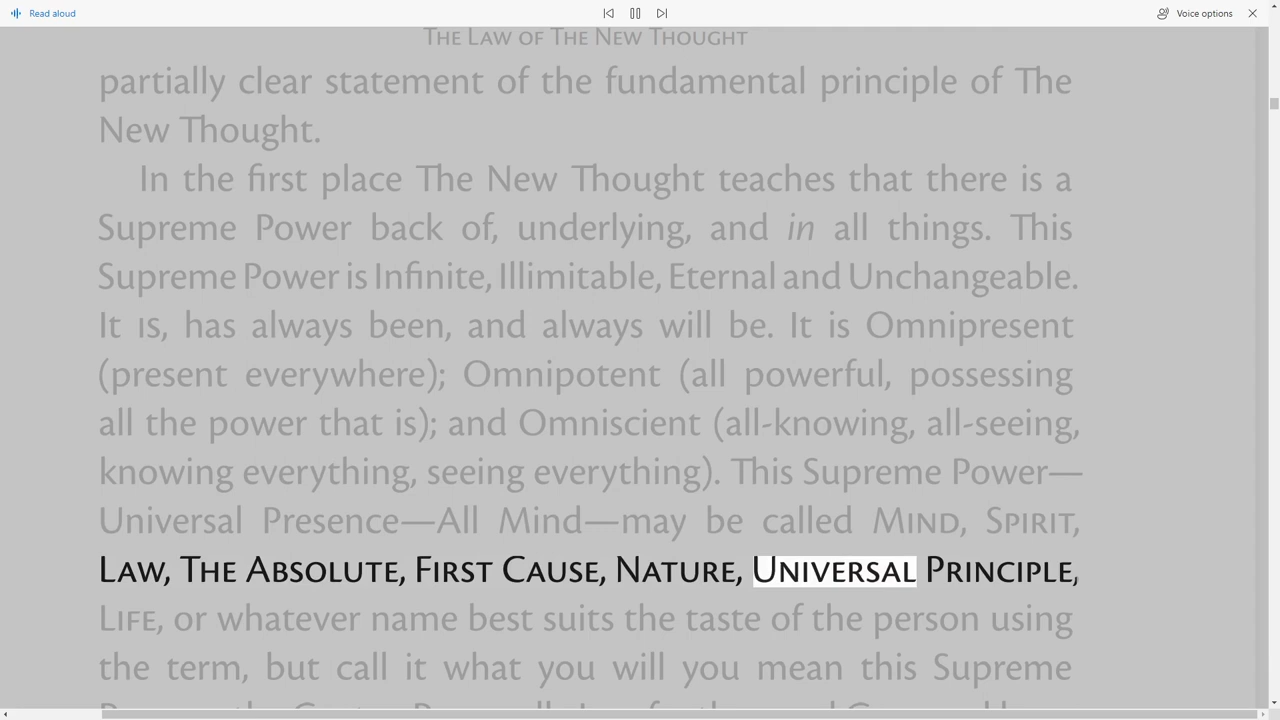 Read aloud
Voice options
THE LAW OF THE NEW THOUGHT
partially clear statement of the fundamental principle of The
New Thought.
In the first place The New Thought teaches that there is a
Supreme Power back of, underlying, and in all things. This
Supreme Power is Infinite, Illimitable, Eternal and Unchangeable.
It IS, has always been, and always will be. It is Omnipresent
(present everywhere); Omnipotent (all powerful, possessing
all the power that is); and Omniscient (all-knowing, all-seeing,
knowing everything, seeing everything). This Supreme Power—
Universal Presence—All Mind—may be called MIND, SPIRIT,
LAW, THE ABSOLUTE, FIRST CAUSE, NATURE, UNIVERSAL PRINCIPLE,
LIFE, or whatever name best suits the taste of the person using
the term, but call it what you will you mean this Supreme